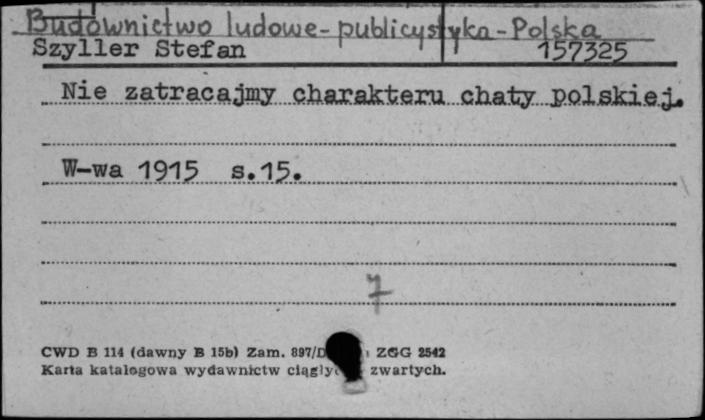 Budownictwo ludowe-publicystyka-Polska
Szyller Stefan 157325
Nie zatracajmy charakteru chaty polskiej.
W-wa 1915 s.15.
7
CWD B 114 (dawny B 15b) Zam. 897/D ZGG 2542
Karta katalogowa wydawnictw zwartych.